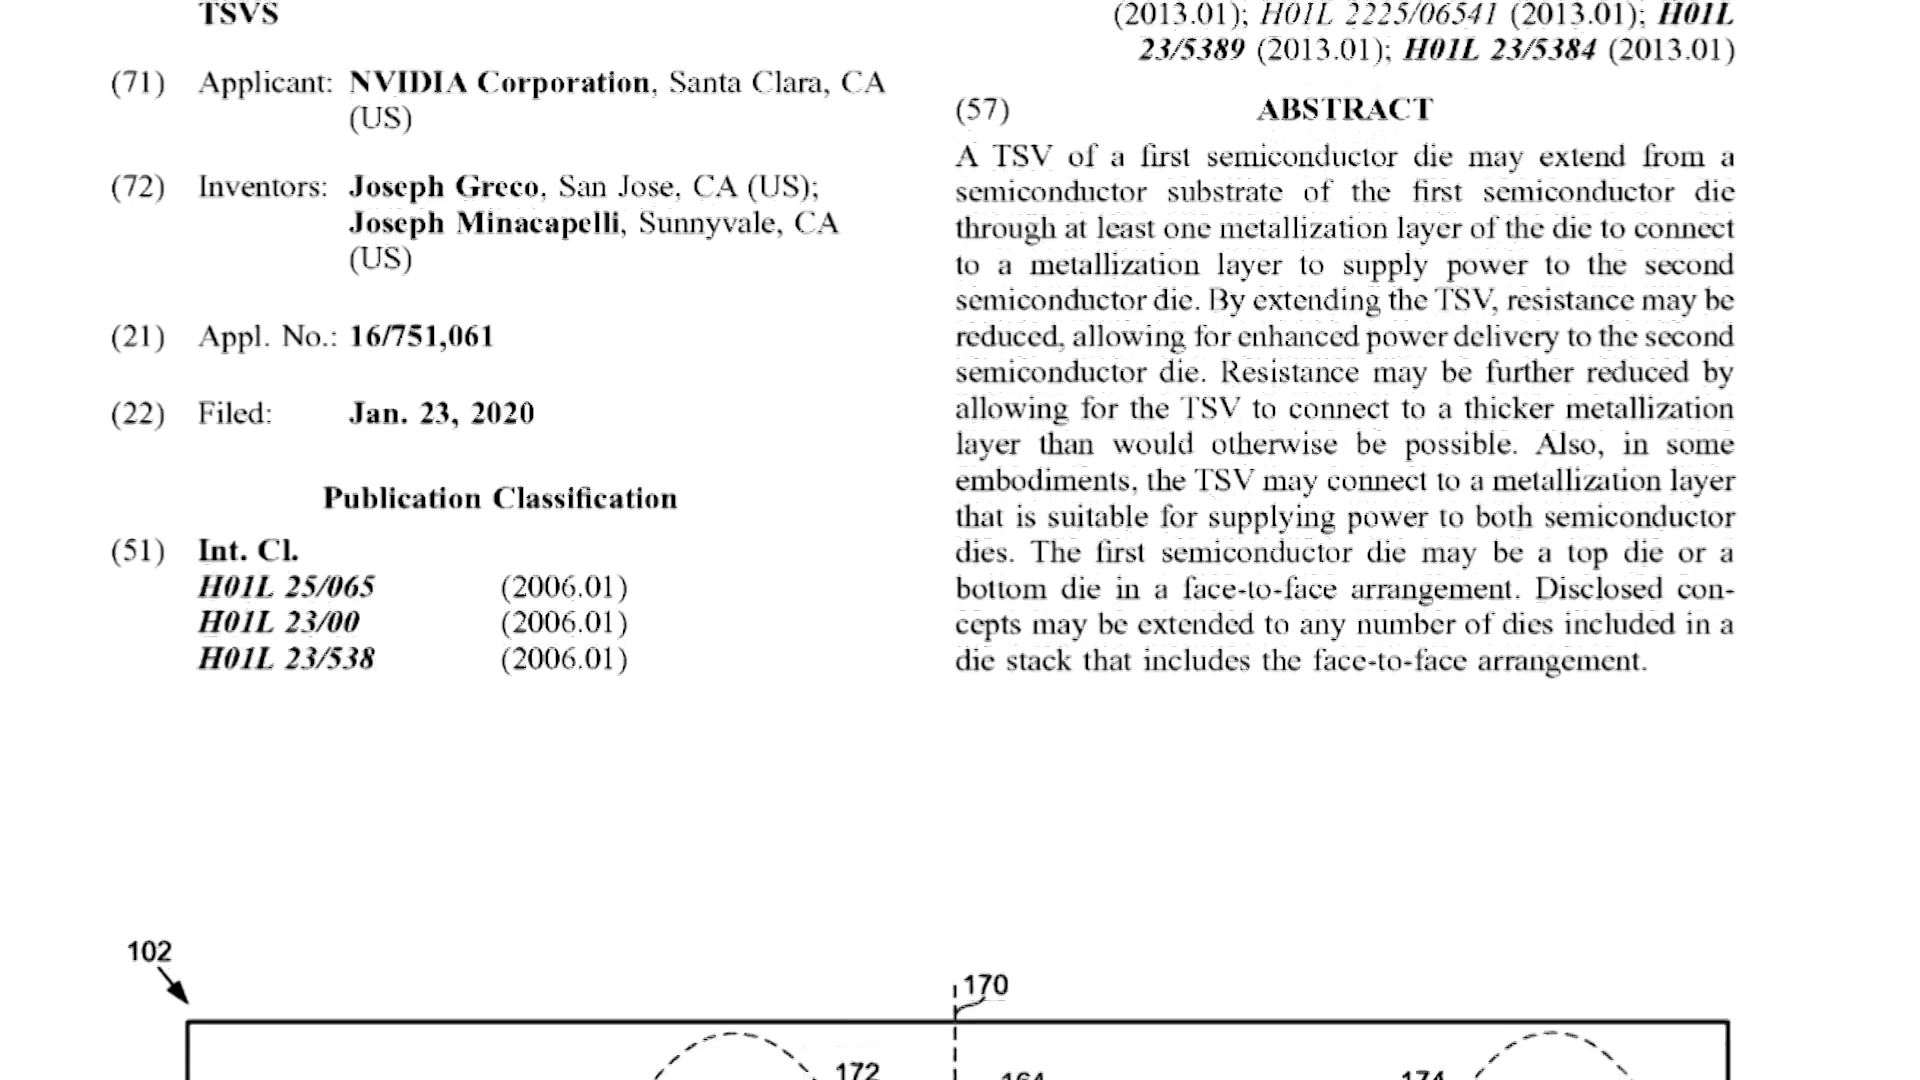 TSVS
(71) Applicant: NVIDIA Corporation, Santa Clara, CA
(US)
(72) Inventors: Joseph Greco, San Jose, CA (US);
Joseph Minacapelli, Sunnyvale, CA
(US)
(21) Appl. No.: 16/751,061
(22) Filed: Jan. 23, 2020
Publication Classification
(51) Int. Cl.
H01L 25/065 (2006.01)
H01L 23/00 (2006.01)
H01L 23/538 (2006.01)
(2013.01); H01L 2225/06541 (2013.01); H01L
23/5389 (2013.01); H01L 23/5384 (2013.01)
(57) ABSTRACT
A TSV of a first semiconductor die may extend from a
semiconductor substrate of the first semiconductor die
through at least one metallization layer of the die to connect
to a metallization layer to supply power to the second
semiconductor die. By extending the TSV, resistance may be
reduced, allowing for enhanced power delivery to the second
semiconductor die. Resistance may be further reduced by
allowing for the TSV to connect to a thicker metallization
layer than would otherwise be possible. Also, in some
embodiments, the TSV may connect to a metallization layer
that is suitable for supplying power to both semiconductor
dies. The first semiconductor die may be a top die or a
bottom die in a face-to-face arrangement. Disclosed con-
cepts may be extended to any number of dies included in a
die stack that includes the face-to-face arrangement.
102
170
172
164
174